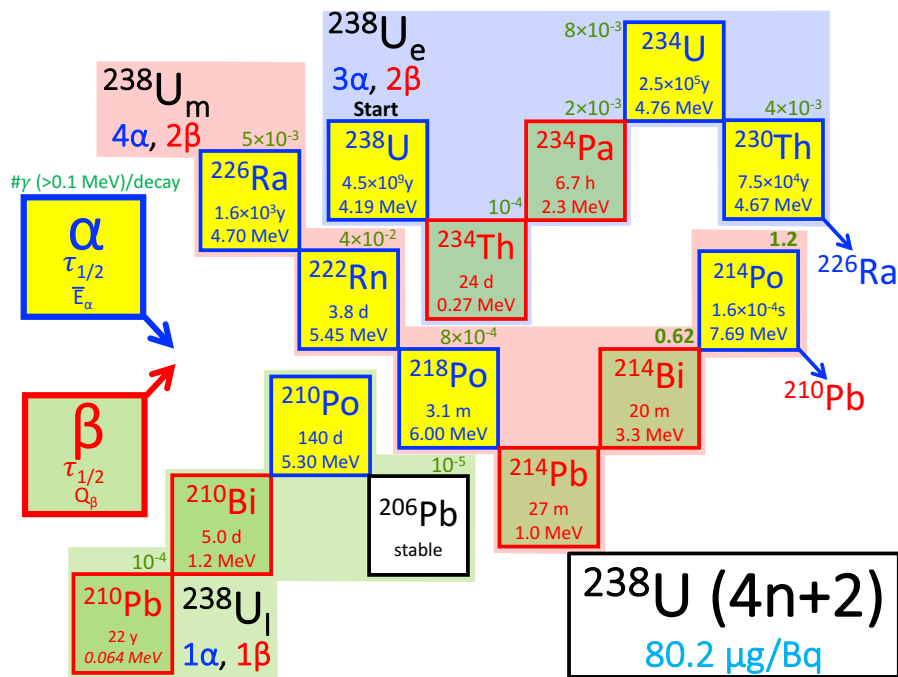 ²³⁸Uₑ
3α, 2β
Start
²³⁸U
4.5×10⁹y
4.19 MeV
10⁻⁴
²³⁴Th
24 d
0.27 MeV
2×10⁻³
²³⁴Pa
6.7 h
2.3 MeV
8×10⁻³
²³⁴U
2.5×10⁵y
4.76 MeV
4×10⁻³
²³⁰Th
7.5×10⁴y
4.67 MeV
²²⁶Ra
²³⁸Uₘ
4α, 2β
5×10⁻³
²²⁶Ra
1.6×10³y
4.70 MeV
4×10⁻²
²²²Rn
3.8 d
5.45 MeV
8×10⁻⁴
²¹⁸Po
3.1 m
6.00 MeV
²¹⁴Pb
27 m
1.0 MeV
0.62
²¹⁴Bi
20 m
3.3 MeV
1.2
²¹⁴Po
1.6×10⁻⁴s
7.69 MeV
²¹⁰Pb
#γ (>0.1 MeV)/decay
α
τ₁/₂
E̅α
β
τ₁/₂
Qᵦ
10⁻⁴
²¹⁰Pb
22 y
0.064 MeV
²¹⁰Bi
5.0 d
1.2 MeV
²¹⁰Po
140 d
5.30 MeV
10⁻⁵
²⁰⁶Pb
stable
²³⁸Uₗ
1α, 1β
²³⁸U (4n+2)
80.2 μg/Bq